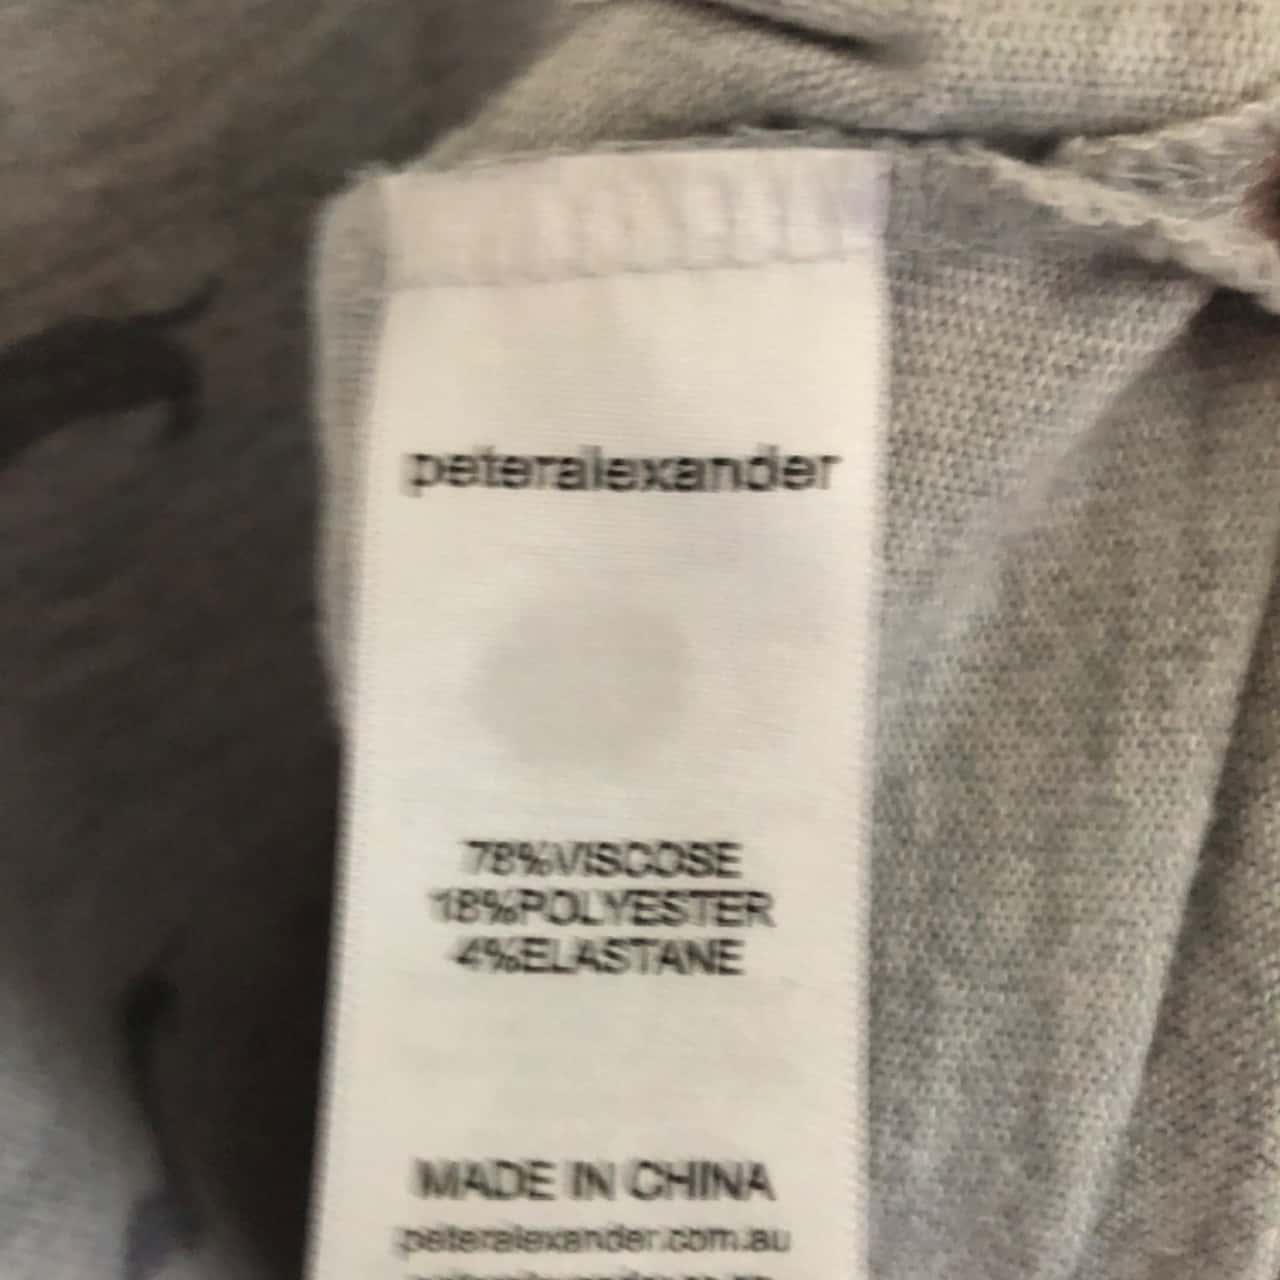 peteralexander
78%VISCOSE
18%POLYESTER
4%ELASTANE
MADE IN CHINA
peteralexander.com.au